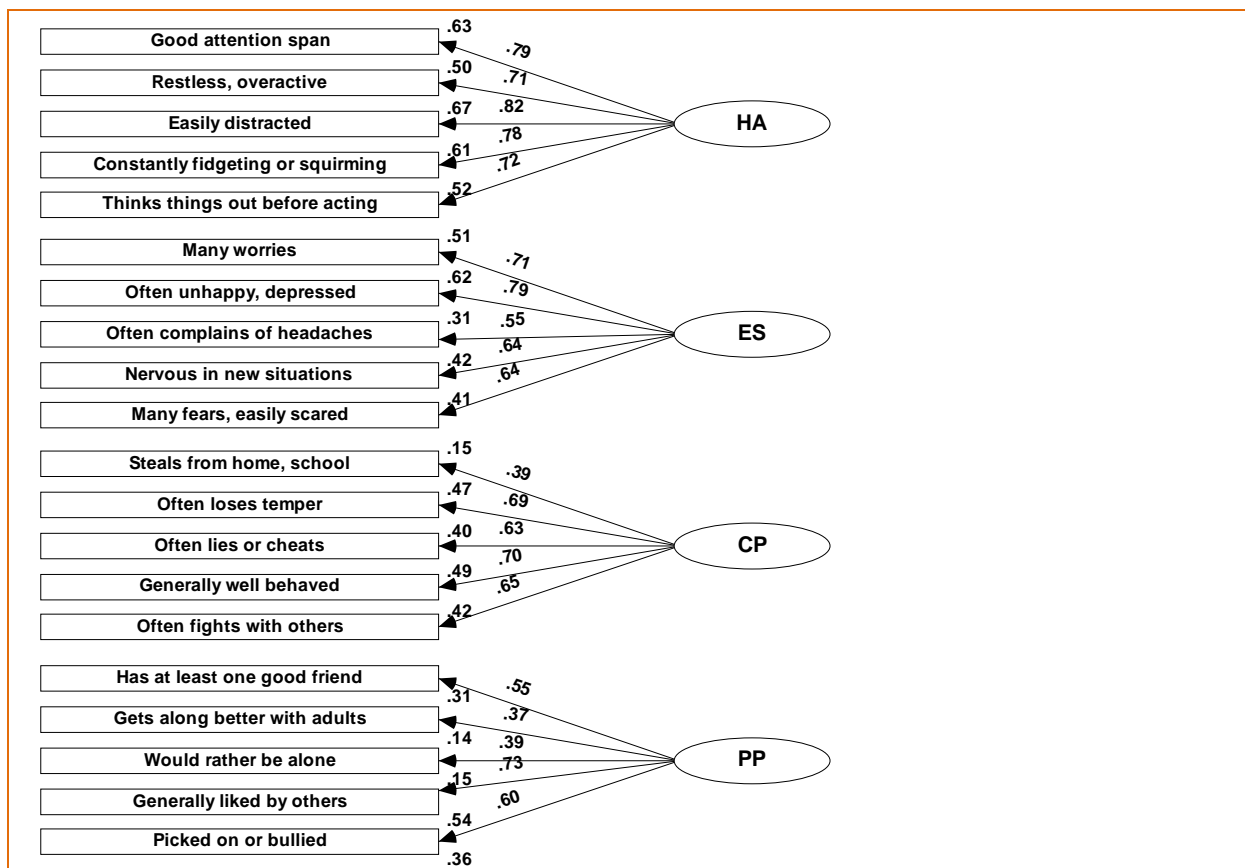 .63
Good attention span
.79
.50
Restless, overactive
.71
HA
.67
.82
Easily distracted
.78
.61
Constantly fidgeting or squirming
.72
.52
Thinks things out before acting
.51
Many worries
.71
.62
Often unhappy, depressed
.79
ES
.31
.55
Often complains of headaches
.64
.42
Nervous in new situations
.64
.41
Many fears, easily scared
.15
Steals from home, school
.39
.47
Often loses temper
.69
CP
.40
.63
Often lies or cheats
.70
.49
Generally well behaved
.65
.42
Often fights with others
Has at least one good friend
.55
.31
Gets along better with adults
.37
PP
.14
.39
Would rather be alone
.73
.15
Generally liked by others
.60
.54
Picked on or bullied
.36